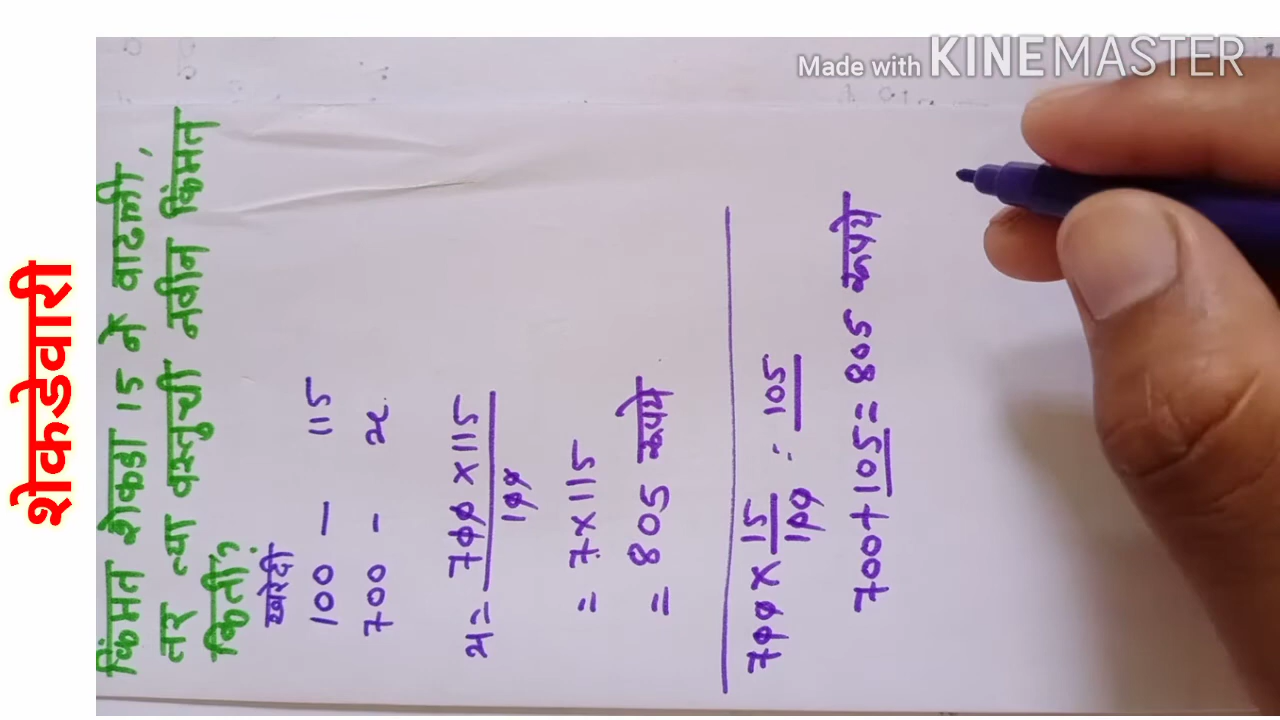 Made with KINEMASTER
शेकडेवारी
किंमत शेकडा 15 ने वाढली,
तर त्या वस्तुची नवीन किंमत
किती?
खरेदी
100 — 115
700 - x
x = 700 × 115
100
= 7×115
= 805 रूपये
700 × 15 = 105
100
700+105= 805 रूपये